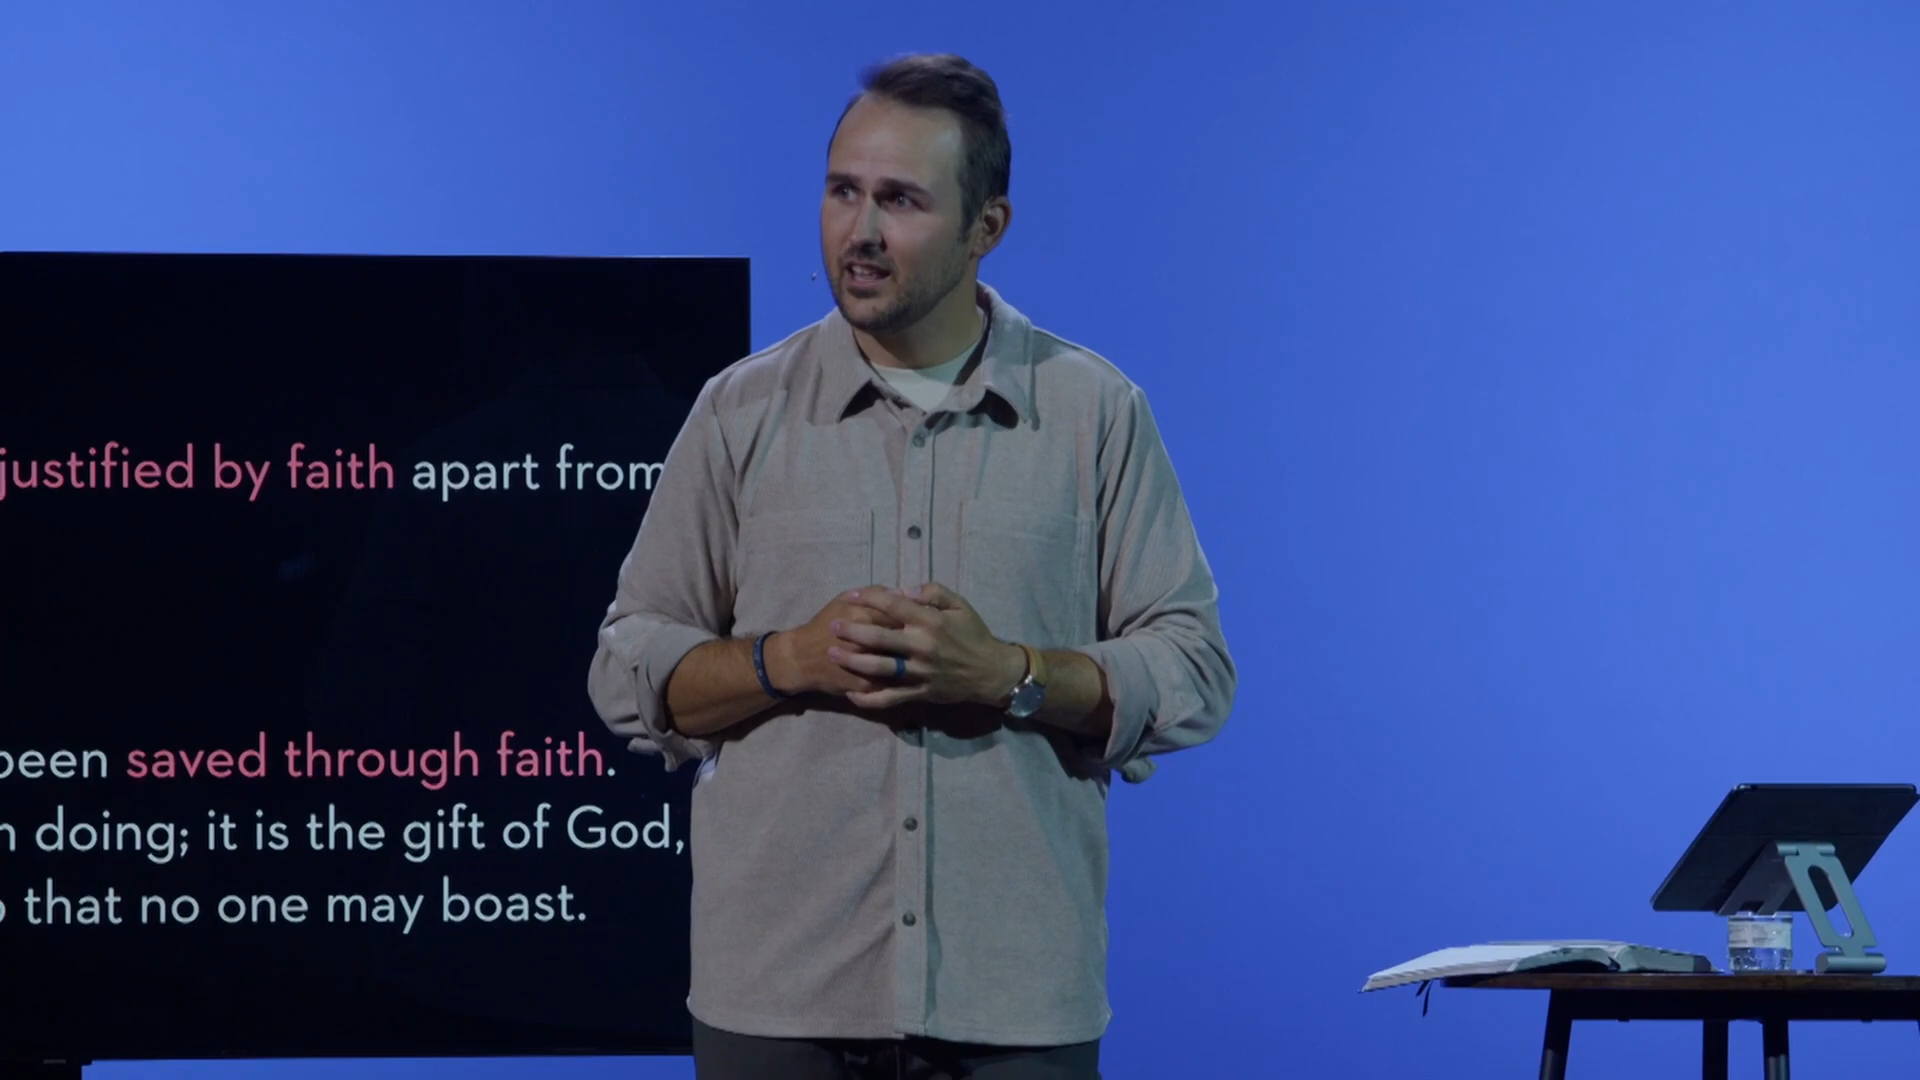 justified by faith apart from
been saved through faith.
doing; it is the gift of God,
that no one may boast.